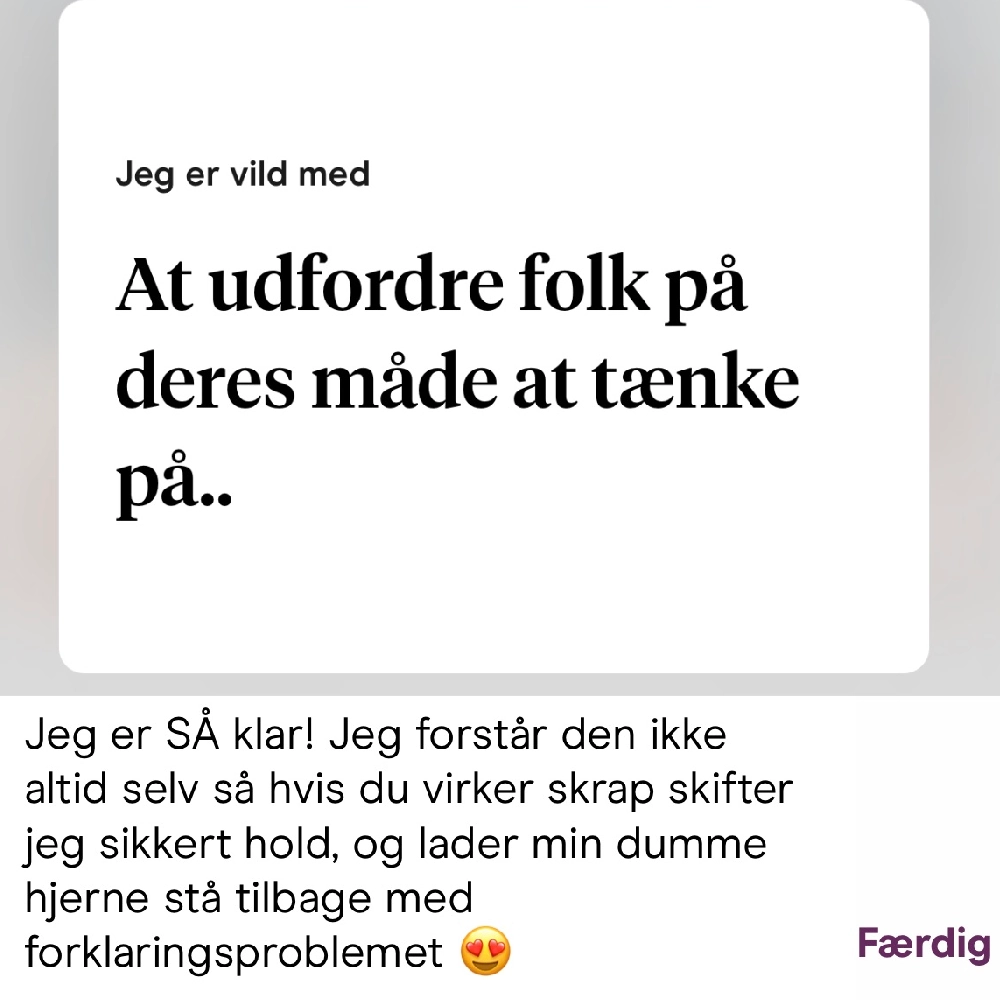 Jeg er vild med
At udfordre folk på
deres måde at tænke
på..
Jeg er SÅ klar! Jeg forstår den ikke
altid selv så hvis du virker skrap skifter
jeg sikkert hold, og lader min dumme
hjerne stå tilbage med
forklaringsproblemet 😍
Færdig